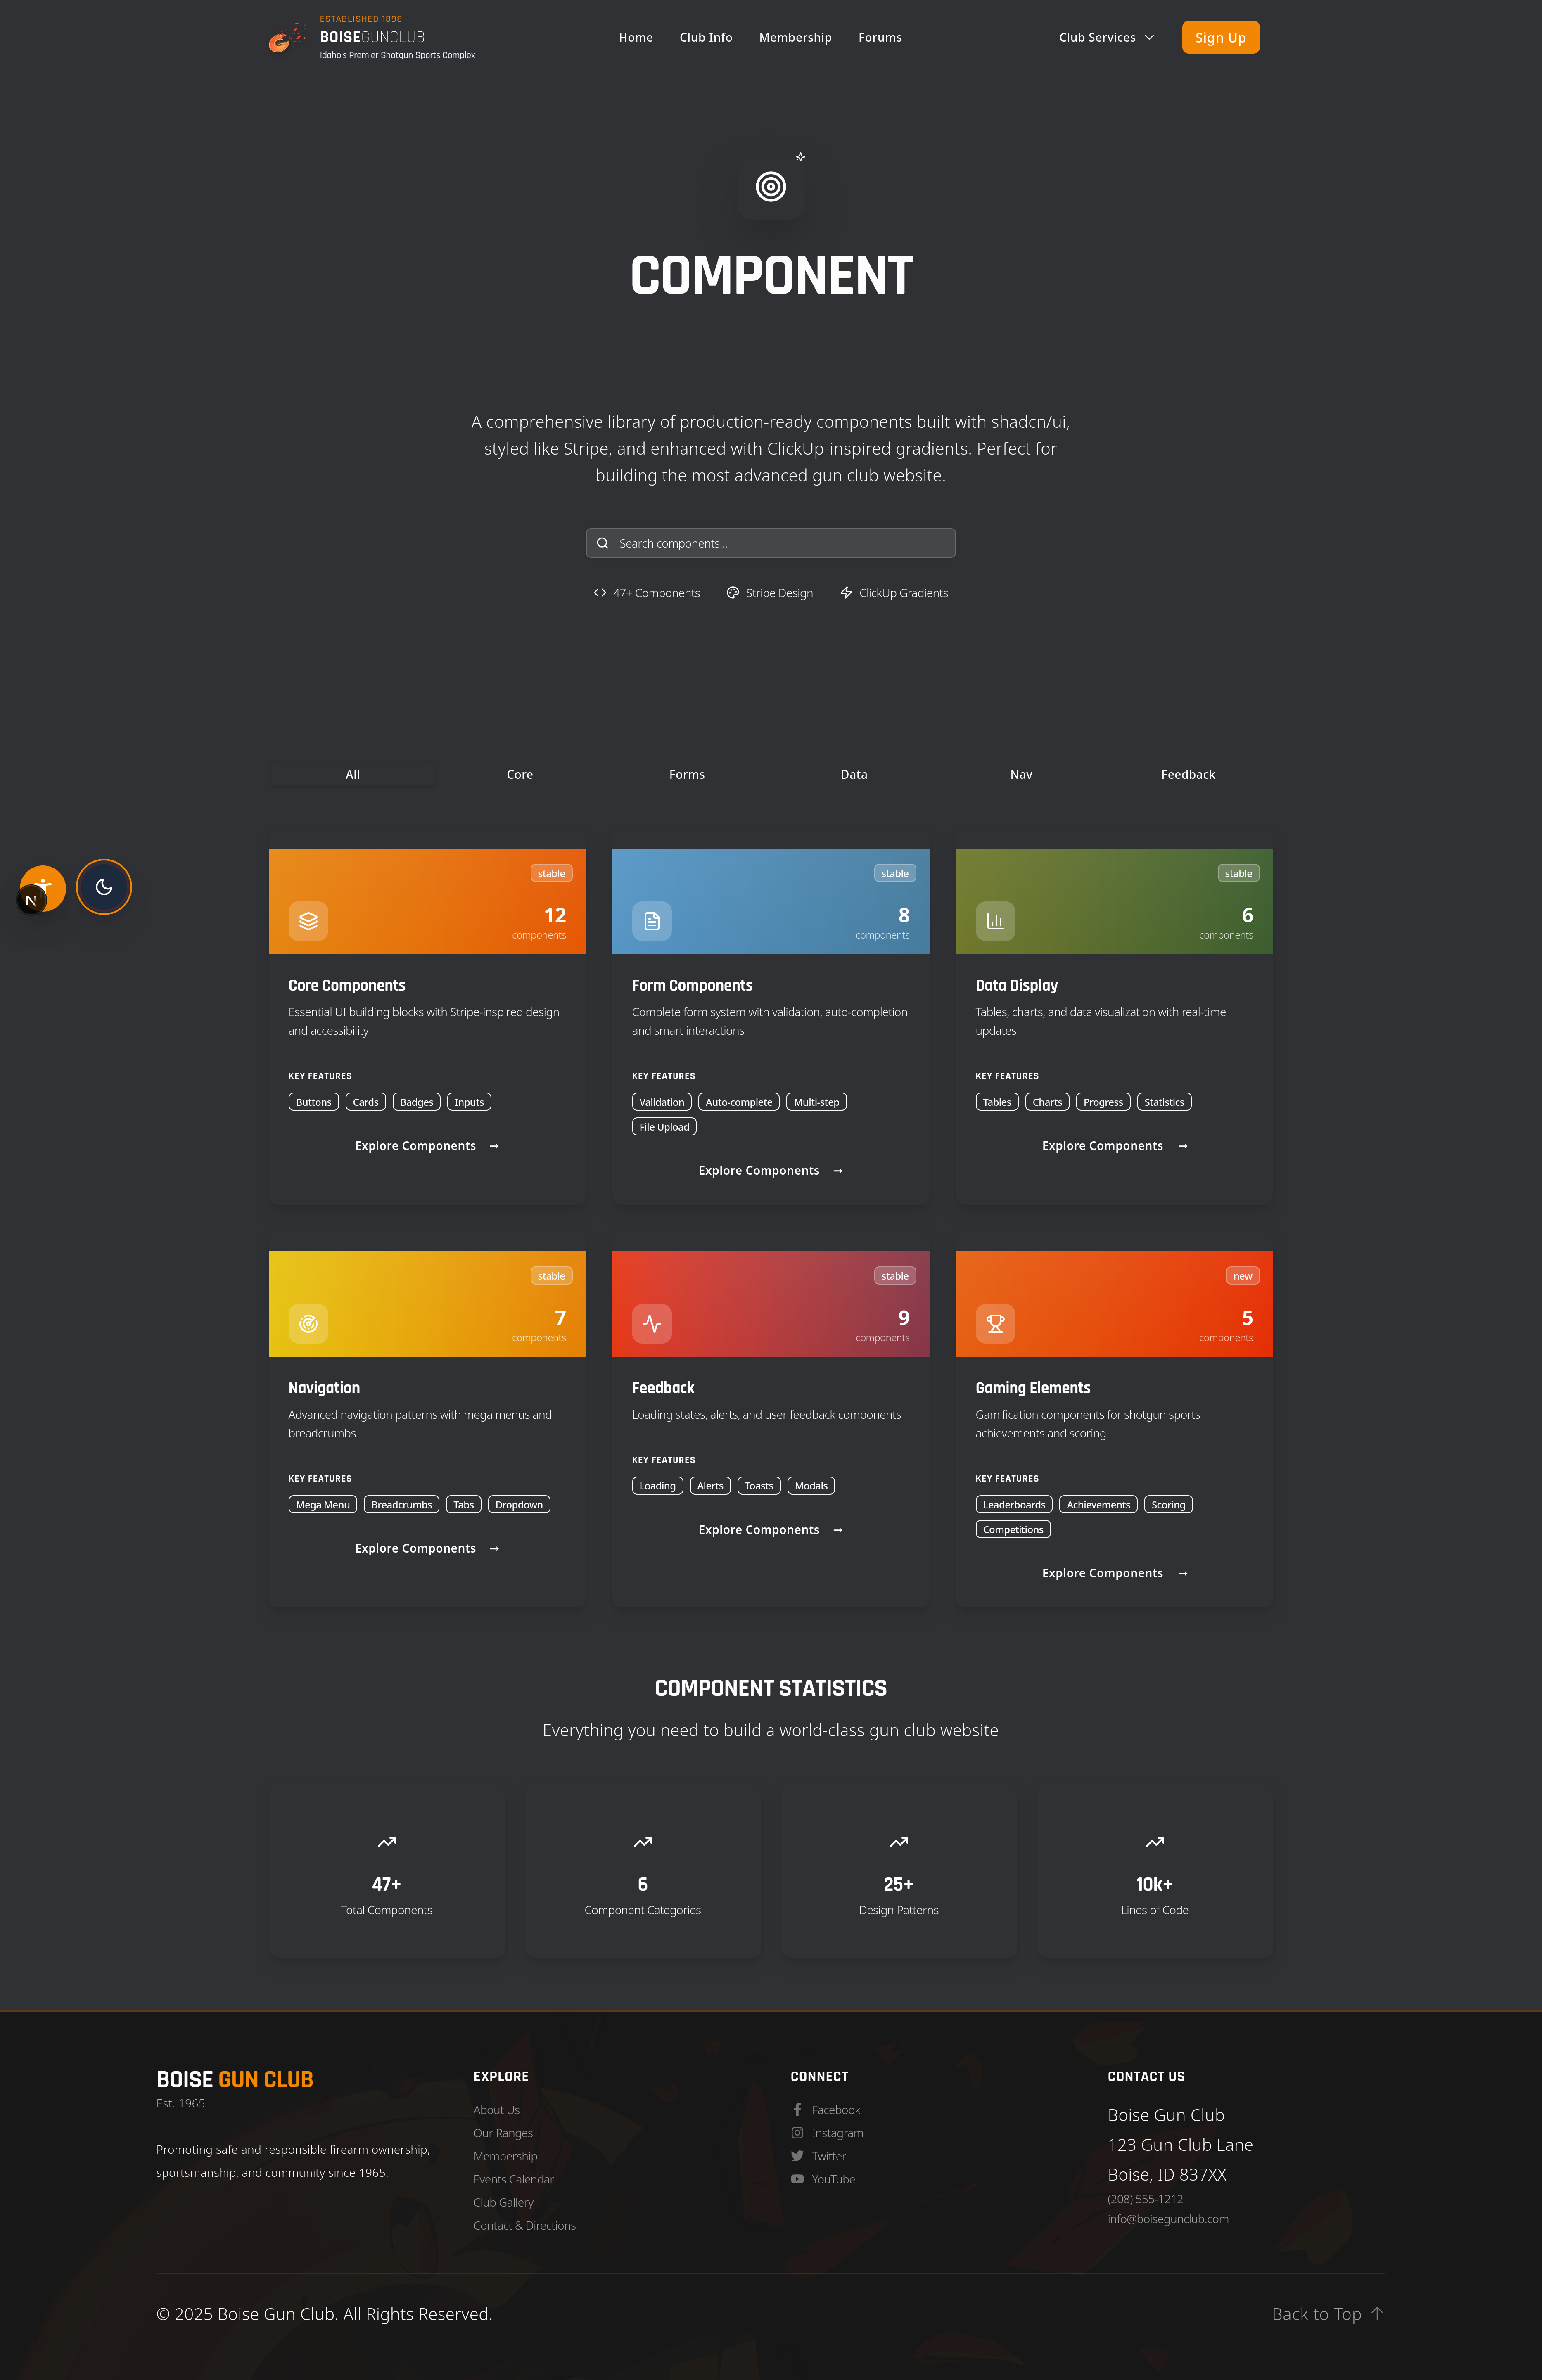 ESTABLISHED 1898
BOISEGUNCLUB
Idaho's Premier Shotgun Sports Complex
Home
Club Info
Membership
Forums
Club Services
Sign Up
COMPONENT
A comprehensive library of production-ready components built with shadcn/ui,
styled like Stripe, and enhanced with ClickUp-inspired gradients. Perfect for
building the most advanced gun club website.
Search components...
47+ Components
Stripe Design
ClickUp Gradients
All
Core
Forms
Data
Nav
Feedback
stable
12
components
Core Components
Essential UI building blocks with Stripe-inspired design
and accessibility
KEY FEATURES
Buttons
Cards
Badges
Inputs
Explore Components →
stable
8
components
Form Components
Complete form system with validation, auto-completion
and smart interactions
KEY FEATURES
Validation
Auto-complete
Multi-step
File Upload
Explore Components →
stable
6
components
Data Display
Tables, charts, and data visualization with real-time
updates
KEY FEATURES
Tables
Charts
Progress
Statistics
Explore Components →
N
stable
7
components
Navigation
Advanced navigation patterns with mega menus and
breadcrumbs
KEY FEATURES
Mega Menu
Breadcrumbs
Tabs
Dropdown
Explore Components →
stable
9
components
Feedback
Loading states, alerts, and user feedback components
KEY FEATURES
Loading
Alerts
Toasts
Modals
Explore Components →
new
5
components
Gaming Elements
Gamification components for shotgun sports
achievements and scoring
KEY FEATURES
Leaderboards
Achievements
Scoring
Competitions
Explore Components →
COMPONENT STATISTICS
Everything you need to build a world-class gun club website
47+
Total Components
6
Component Categories
25+
Design Patterns
10k+
Lines of Code
BOISE GUN CLUB
Est. 1965
Promoting safe and responsible firearm ownership,
sportsmanship, and community since 1965.
EXPLORE
About Us
Our Ranges
Membership
Events Calendar
Club Gallery
Contact & Directions
CONNECT
Facebook
Instagram
Twitter
YouTube
CONTACT US
Boise Gun Club
123 Gun Club Lane
Boise, ID 837XX
(208) 555-1212
info@boisegunclub.com
© 2025 Boise Gun Club. All Rights Reserved.
Back to Top ↑